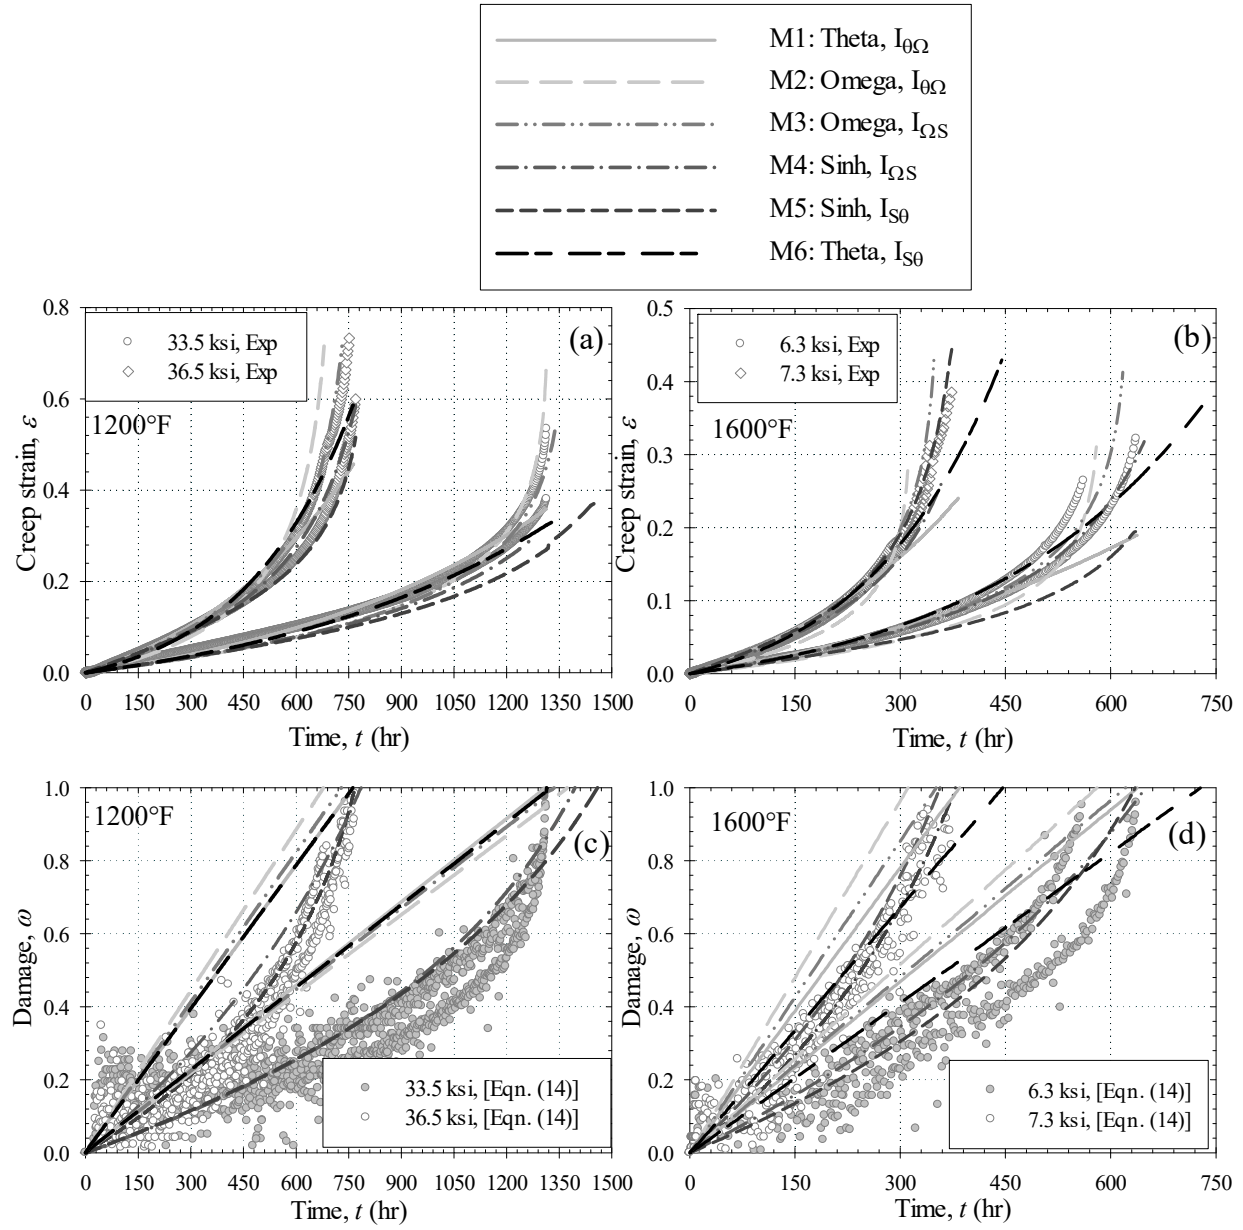 M1: Theta, IθΩ
M2: Omega, IθΩ
M3: Omega, IΩS
M4: Sinh, IΩS
M5: Sinh, ISθ
M6: Theta, ISθ
0.8
0.6
0.4
0.2
0.0
Creep strain, ε
33.5 ksi, Exp
36.5 ksi, Exp
1200°F
(a)
0 150 300 450 600 750 900 1050 1200 1350 1500
Time, t (hr)
0.5
0.4
0.3
0.2
0.1
0.0
Creep strain, ε
6.3 ksi, Exp
7.3 ksi, Exp
1600°F
(b)
0 150 300 450 600 750
Time, t (hr)
1.0
0.8
0.6
0.4
0.2
0.0
Damage, ω
1200°F
(c)
33.5 ksi, [Eqn. (14)]
36.5 ksi, [Eqn. (14)]
0 150 300 450 600 750 900 1050 1200 1350 1500
Time, t (hr)
1.0
0.8
0.6
0.4
0.2
0.0
Damage, ω
1600°F
(d)
6.3 ksi, [Eqn. (14)]
7.3 ksi, [Eqn. (14)]
0 150 300 450 600 750
Time, t (hr)